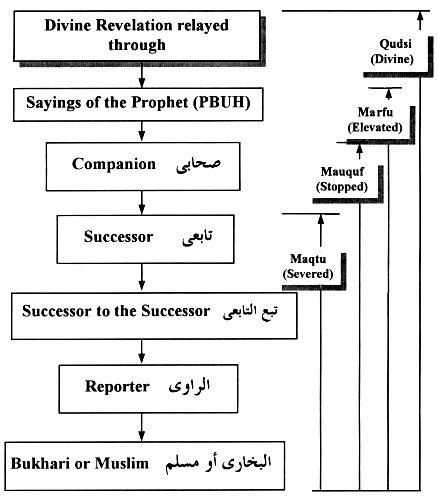 Divine Revelation relayed
through
Sayings of the Prophet (PBUH)
Companion صحابى
Successor تابعى
Successor to the Successor تبع التابعى
Reporter الراوى
Bukhari or Muslim البخارى أو مسلم
Qudsi
(Divine)
Marfu
(Elevated)
Mauquf
(Stopped)
Maqtu
(Severed)